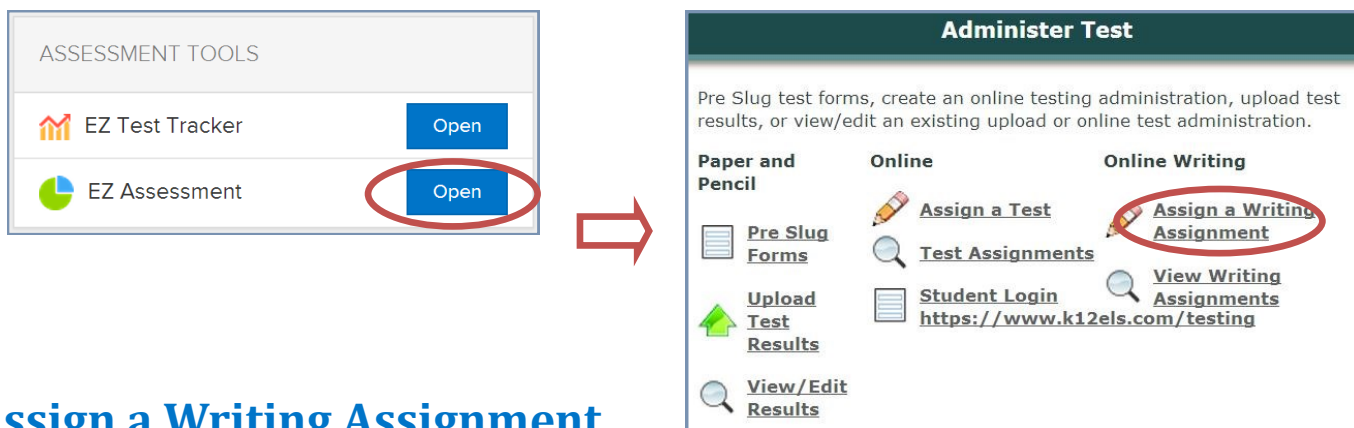 ASSESSMENT TOOLS
EZ Test Tracker
Open
EZ Assessment
Open
Administer Test
Pre Slug test forms, create an online testing administration, upload test
results, or view/edit an existing upload or online test administration.
Paper and
Pencil
Pre Slug
Forms
Upload
Test
Results
View/Edit
Results
Online
Assign a Test
Test Assignments
Student Login
https://www.k12els.com/testing
Online Writing
Assign a Writing
Assignment
View Writing
Assignments
ssign a Writing Assignment